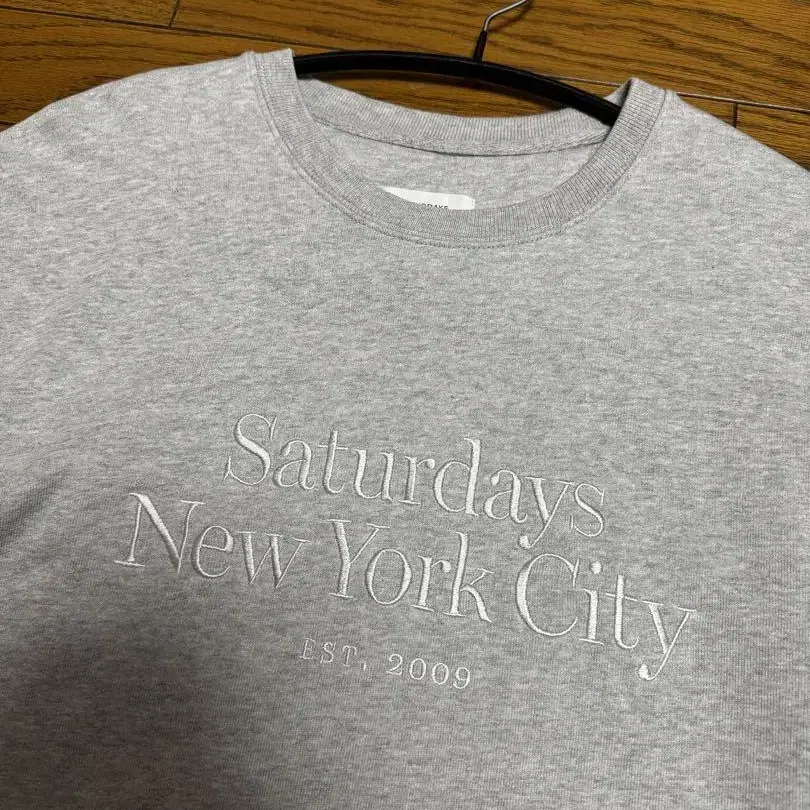 Saturdays
New York City
EST. 2009